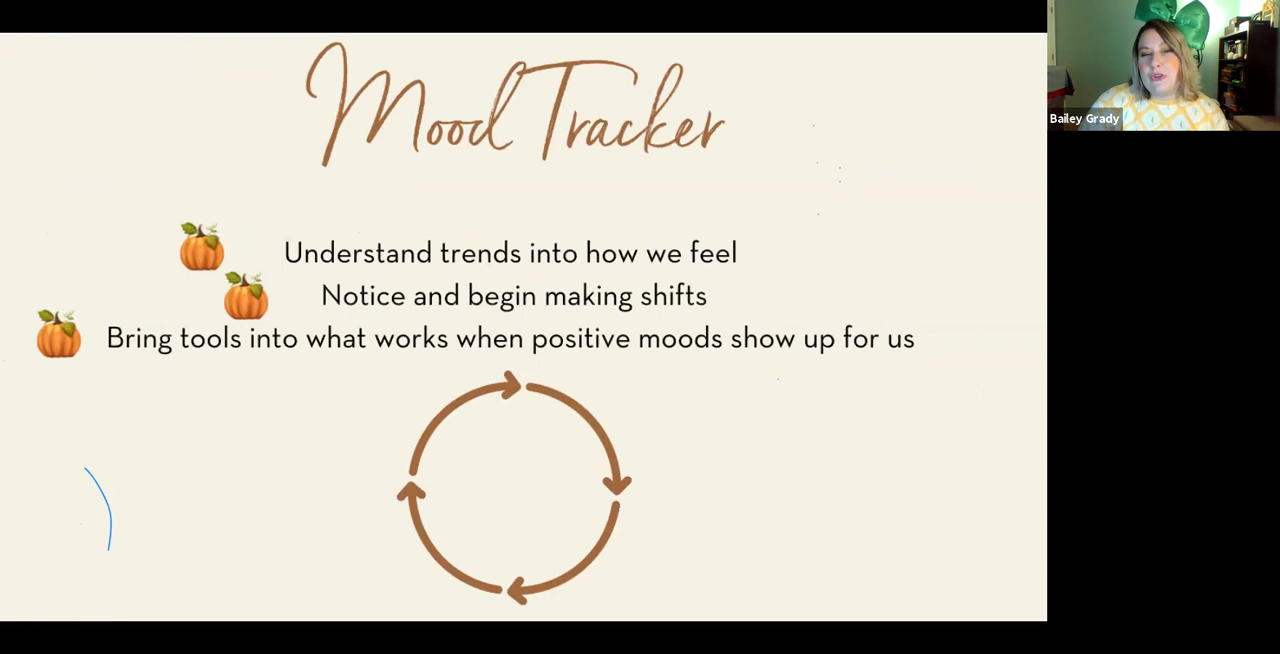 Mood Tracker
Understand trends into how we feel
Notice and begin making shifts
Bring tools into what works when positive moods show up for us
Bailey Grady